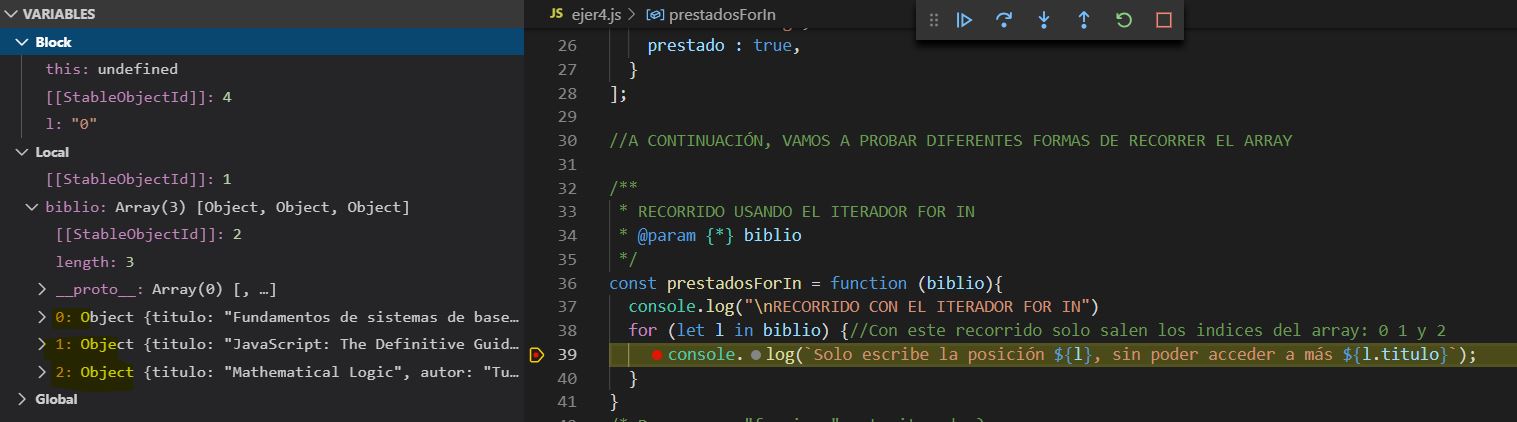 VARIABLES
Block
this: undefined
[[StableObjectId]]: 4
l: "0"
Local
[[StableObjectId]]: 1
biblio: Array(3) [Object, Object, Object]
[[StableObjectId]]: 2
length: 3
__proto__: Array(0) [, …]
0: Object {titulo: "Fundamentos de sistemas de base…
1: Object {titulo: "JavaScript: The Definitive Guid…
2: Object {titulo: "Mathematical Logic", autor: "Tu…
Global
JS ejer4.js > prestadosForIn
26 prestado : true,
27 }
28 ];
29
30 //A CONTINUACIÓN, VAMOS A PROBAR DIFERENTES FORMAS DE RECORRER EL ARRAY
31
32 /**
33 * RECORRIDO USANDO EL ITERADOR FOR IN
34 * @param {*} biblio
35 */
36 const prestadosForIn = function (biblio){
37 console.log("\nRECORRIDO CON EL ITERADOR FOR IN")
38 for (let l in biblio) {//Con este recorrido solo salen los indices del array: 0 1 y 2
39 console.log(`Solo escribe la posición ${l}, sin poder acceder a más ${l.titulo}`);
40 }
41 }